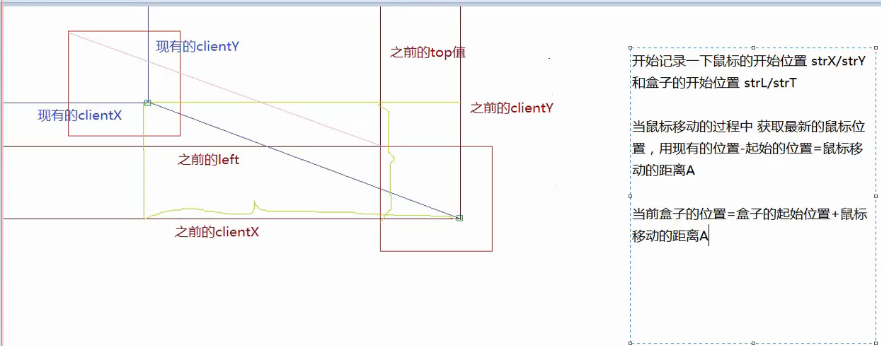 现有的clientY
之前的top值
现有的clientX
之前的clientY
之前的left
之前的clientX
开始记录一下鼠标的开始位置 strX/strY
和盒子的开始位置 strL/strT
当鼠标移动的过程中 获取最新的鼠标位
置，用现有的位置-起始的位置=鼠标移
动的距离A
当前盒子的位置=盒子的起始位置+鼠标
移动的距离A